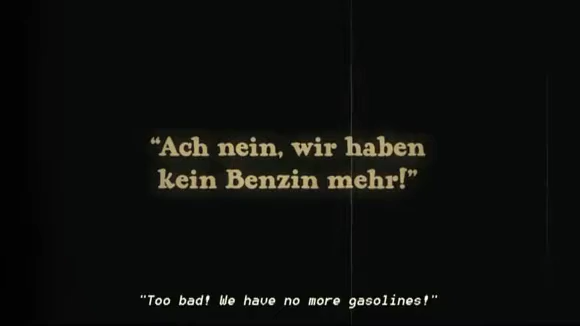 “Ach nein, wir haben
kein Benzin mehr!”
"Too bad! We have no more gasolines!"